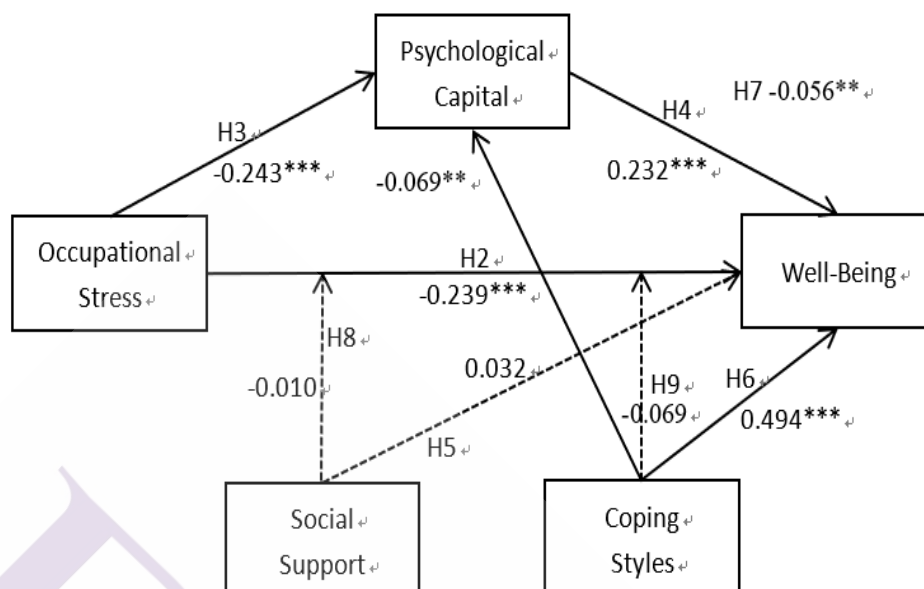 Psychological
Capital
H7 -0.056**
H3
H4
-0.243***
-0.069**
0.232***
Occupational
Stress
H2
-0.239***
Well-Being
H8
-0.010
0.032
H9
-0.069
H6
0.494***
H5
Social
Support
Coping
Styles